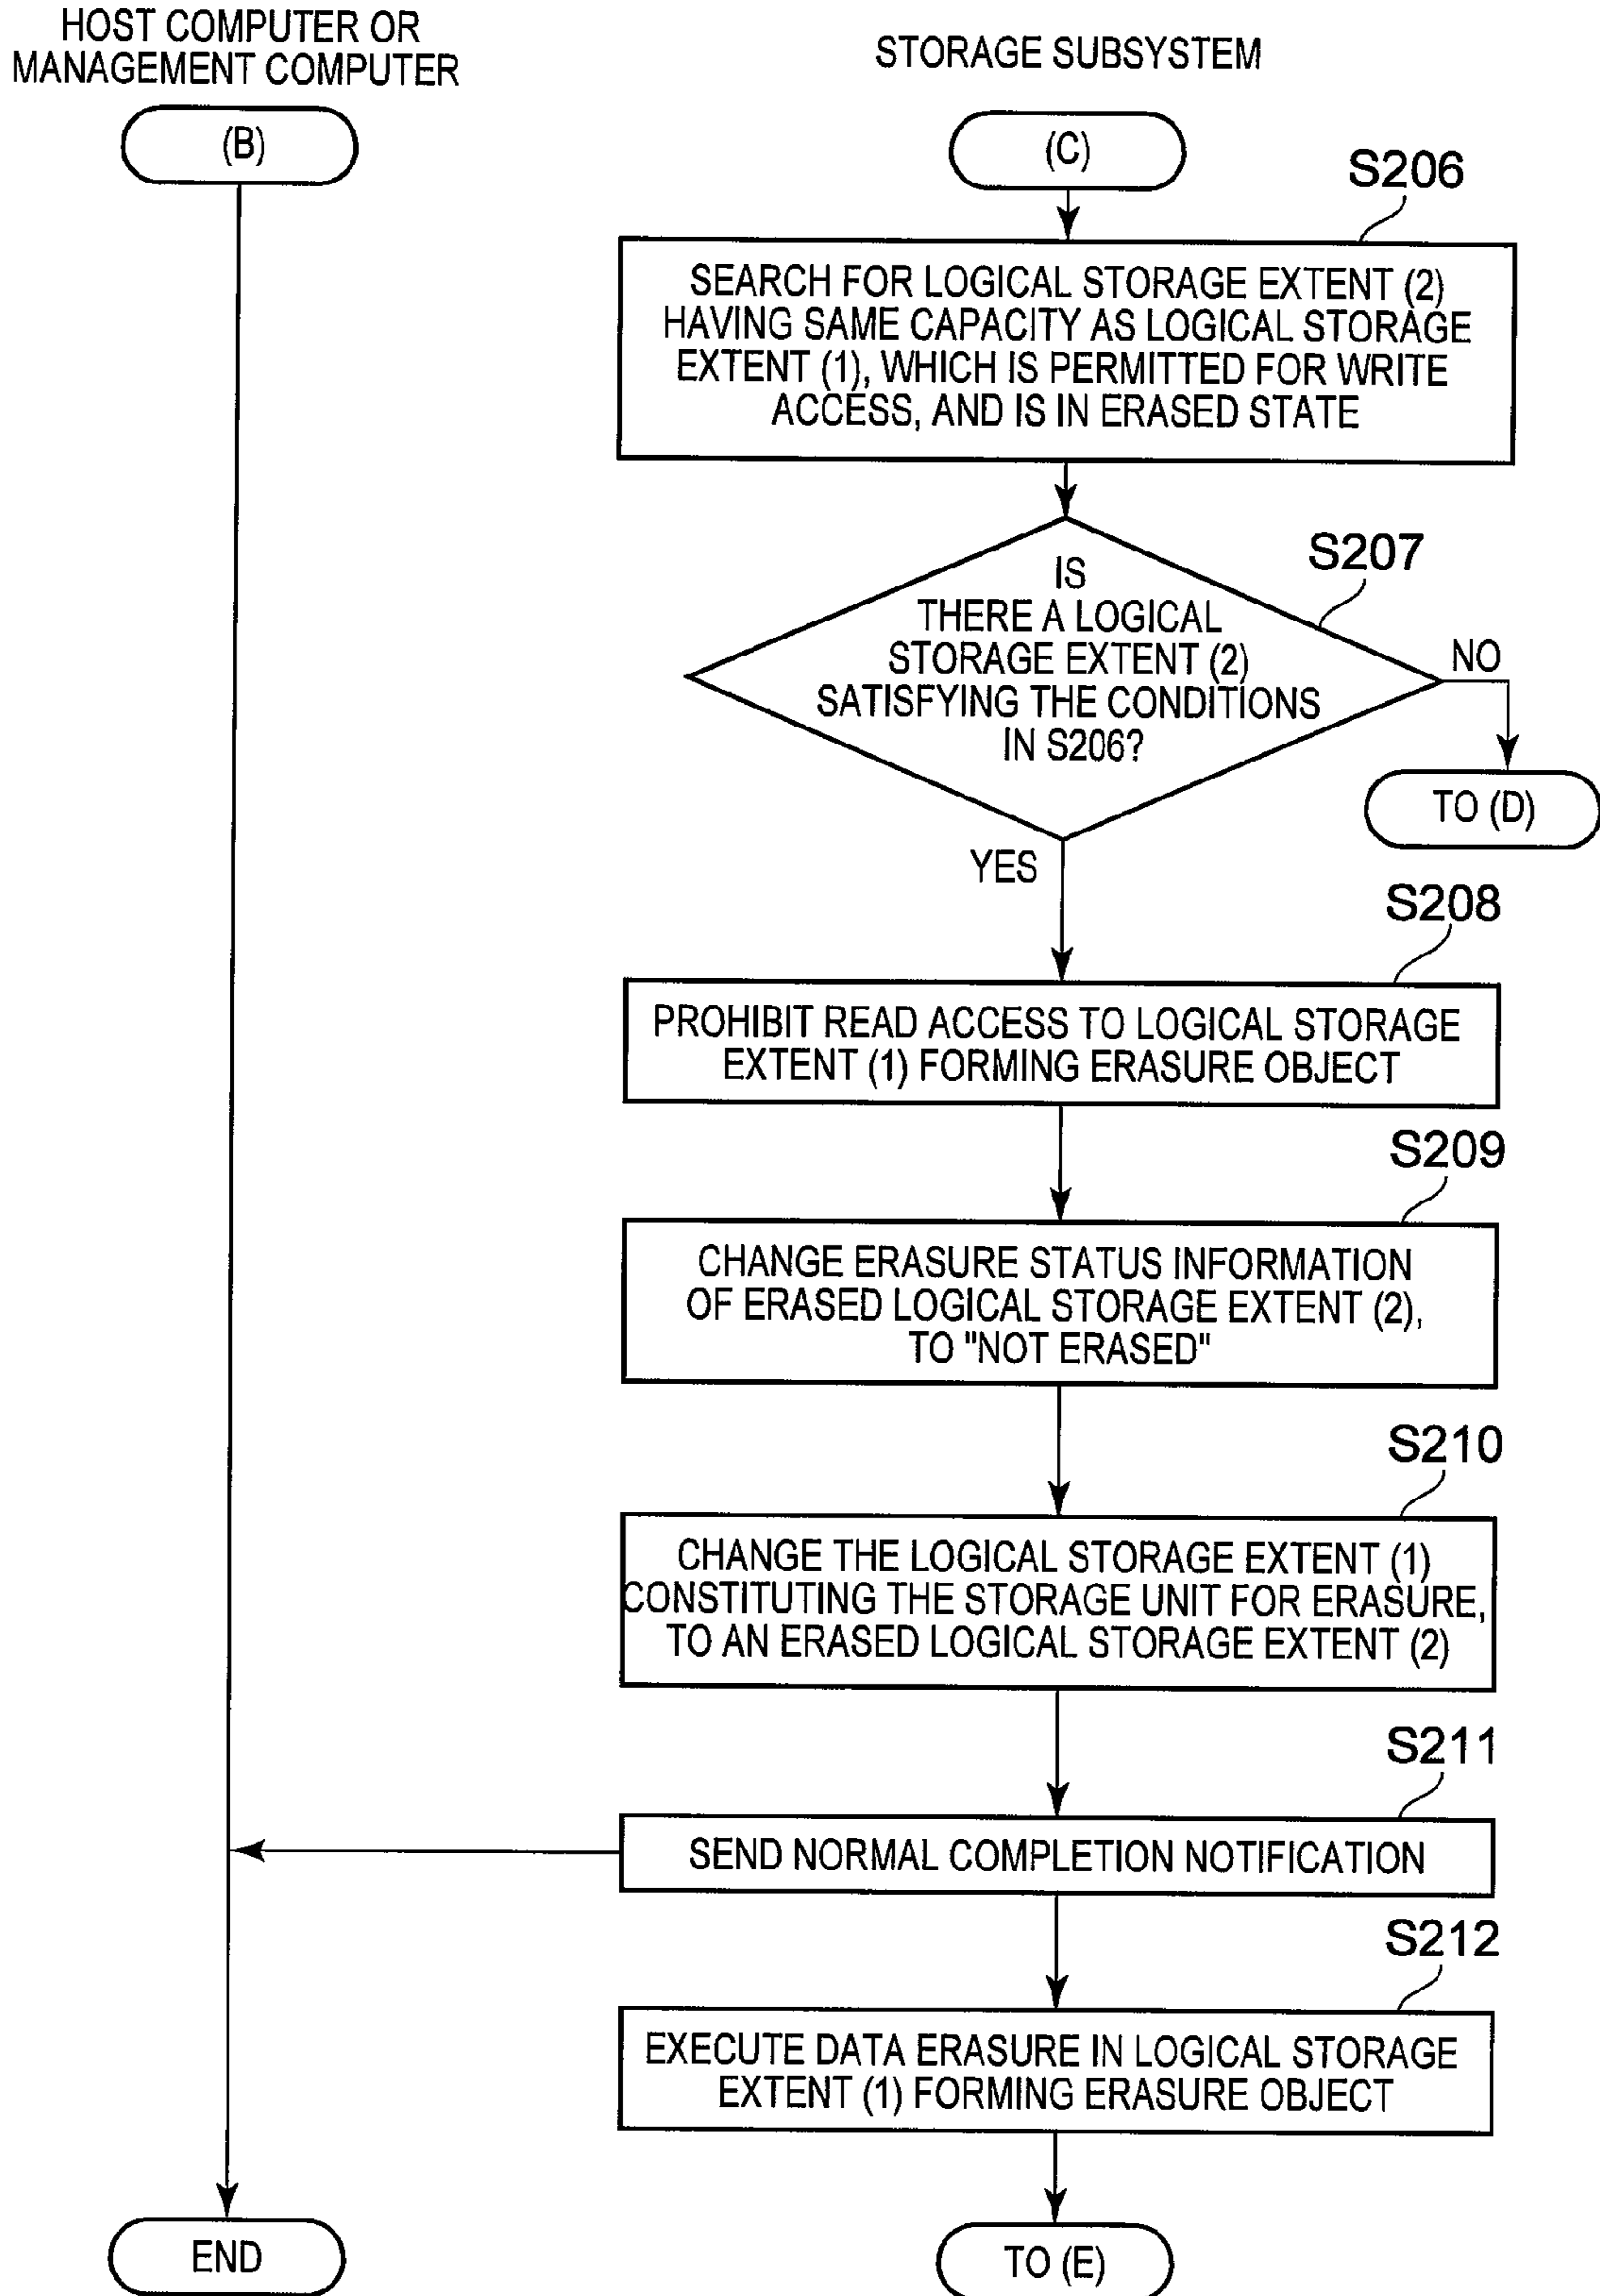 HOST COMPUTER OR
MANAGEMENT COMPUTER
STORAGE SUBSYSTEM
(B)
(C)
S206
SEARCH FOR LOGICAL STORAGE EXTENT (2)
HAVING SAME CAPACITY AS LOGICAL STORAGE
EXTENT (1), WHICH IS PERMITTED FOR WRITE
ACCESS, AND IS IN ERASED STATE
S207
IS
THERE A LOGICAL
STORAGE EXTENT (2)
SATISFYING THE CONDITIONS
IN S206?
NO
TO (D)
YES
S208
PROHIBIT READ ACCESS TO LOGICAL STORAGE
EXTENT (1) FORMING ERASURE OBJECT
S209
CHANGE ERASURE STATUS INFORMATION
OF ERASED LOGICAL STORAGE EXTENT (2),
TO "NOT ERASED"
S210
CHANGE THE LOGICAL STORAGE EXTENT (1)
CONSTITUTING THE STORAGE UNIT FOR ERASURE,
TO AN ERASED LOGICAL STORAGE EXTENT (2)
S211
SEND NORMAL COMPLETION NOTIFICATION
S212
EXECUTE DATA ERASURE IN LOGICAL STORAGE
EXTENT (1) FORMING ERASURE OBJECT
END
TO (E)